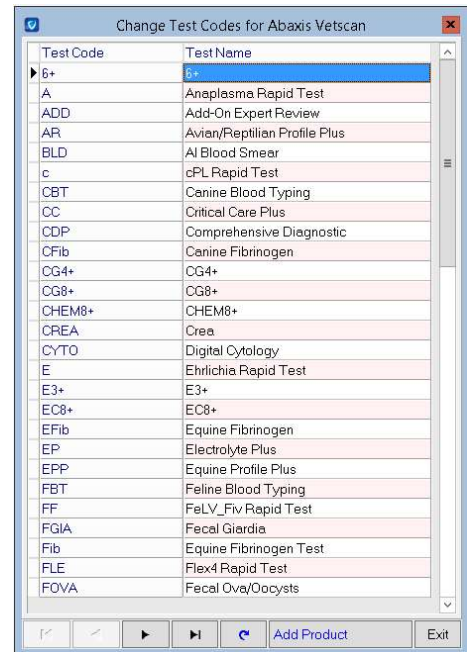 Change Test Codes for Abaxis Vetscan
Test Code Test Name
6+ 6+
A Anaplasma Rapid Test
ADD Add-On Expert Review
AR Avian/Reptilian Profile Plus
BLD AI Blood Smear
c cPL Rapid Test
CBT Canine Blood Typing
CC Critical Care Plus
CDP Comprehensive Diagnostic
CFib Canine Fibrinogen
CG4+ CG4+
CG8+ CG8+
CHEM8+ CHEM8+
CREA Crea
CYTO Digital Cytology
E Ehrlichia Rapid Test
E3+ E3+
EC8+ EC8+
EFib Equine Fibrinogen
EP Electrolyte Plus
EPP Equine Profile Plus
FBT Feline Blood Typing
FF FeLV_Fiv Rapid Test
FGIA Fecal Giardia
Fib Equine Fibrinogen Test
FLE Flex4 Rapid Test
FOVA Fecal Ova/Oocysts
Add Product Exit